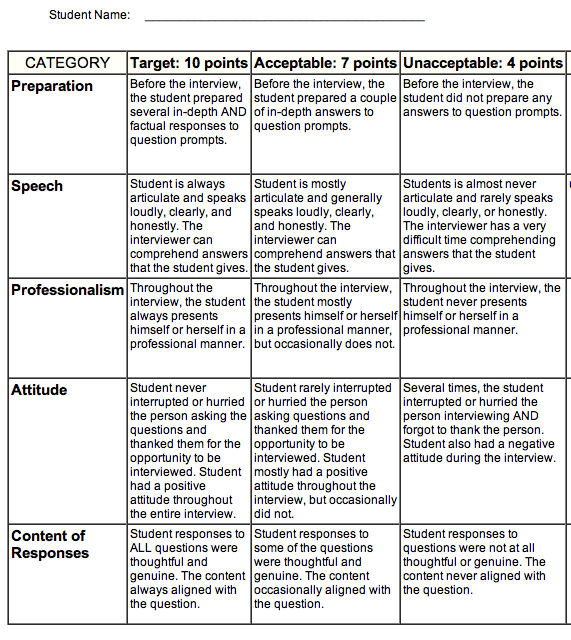 Student Name: ________________________________________
CATEGORY
Target: 10 points
Acceptable: 7 points
Unacceptable: 4 points
Preparation
Before the interview,
the student prepared
several in-depth AND
factual responses to
question prompts.
Before the interview, the
student prepared a couple
of in-depth answers to
question prompts.
Before the interview, the
student did not prepare any
answers to question prompts.
Speech
Student is always
articulate and speaks
loudly, clearly, and
honestly. The
interviewer can
comprehend answers
that the student gives.
Student is mostly
articulate and generally
speaks loudly, clearly,
and honestly. The
interviewer can
comprehend answers that
the student gives.
Students is almost never
articulate and rarely speaks
loudly, clearly, or honestly.
The interviewer has a very
difficult time comprehending
answers that the student
gives.
Professionalism
Throughout the
interview, the student
always presents
himself or herself in a
professional manner.
Throughout the interview,
the student mostly
presents himself or herself
in a professional manner,
but occasionally does not.
Throughout the interview, the
student never presents
himself or herself in a
professional manner.
Attitude
Student never
interrupted or hurried
the person asking the
questions and
thanked them for the
opportunity to be
interviewed. Student
had a positive
attitude throughout
the entire interview.
Student rarely interrupted
or hurried the person
asking questions and
thanked them for the
opportunity to be
interviewed. Student
mostly had a positive
attitude throughout the
interview, but occasionally
did not.
Several times, the student
interrupted or hurried the
person interviewing AND
forgot to thank the person.
Student also had a negative
attitude during the interview.
Content of
Responses
Student responses to
ALL questions were
thoughtful and
genuine. The content
always aligned with
the question.
Student responses to
some of the questions
were thoughtful and
genuine. The content
occasionally aligned with
the question.
Student responses to
questions were not at all
thoughtful or genuine. The
content never aligned with
the question.